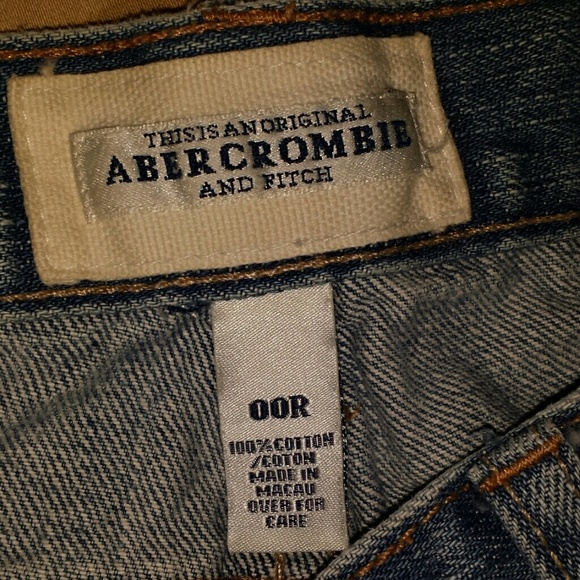 THIS IS AN ORIGINAL
ABERCROMBIE
AND FITCH
00R
100% COTTON
/COTON
MADE IN
MACAU
OVER FOR
CARE